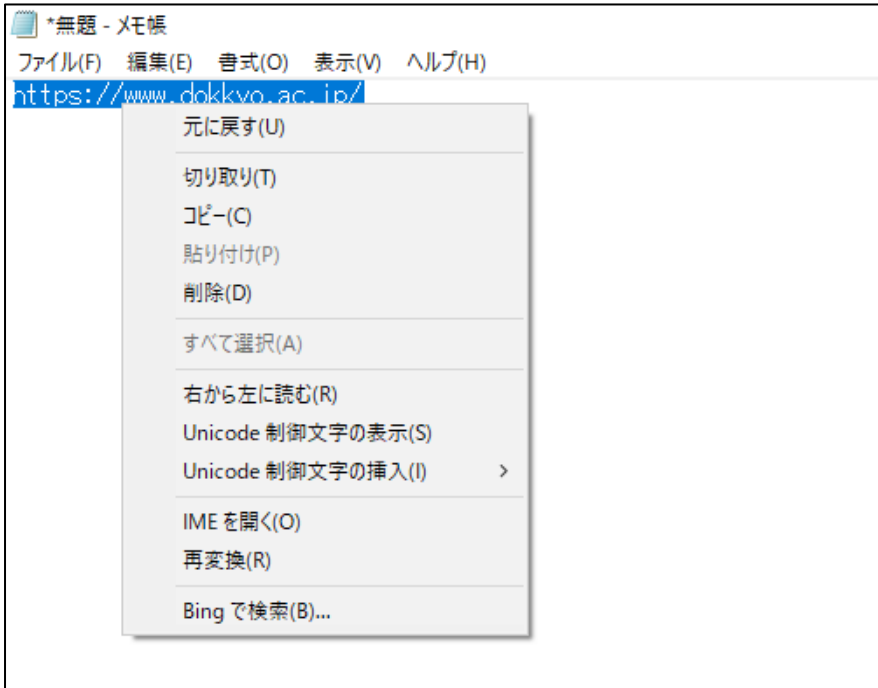 *無題 - メモ帳
ファイル(F) 編集(E) 書式(O) 表示(V) ヘルプ(H)
https://www.dokkyo.ac.jp/
元に戻す(U)
切り取り(T)
コピー(C)
貼り付け(P)
削除(D)
すべて選択(A)
右から左に読む(R)
Unicode 制御文字の表示(S)
Unicode 制御文字の挿入(I)
IME を開く(O)
再変換(R)
Bing で検索(B)...